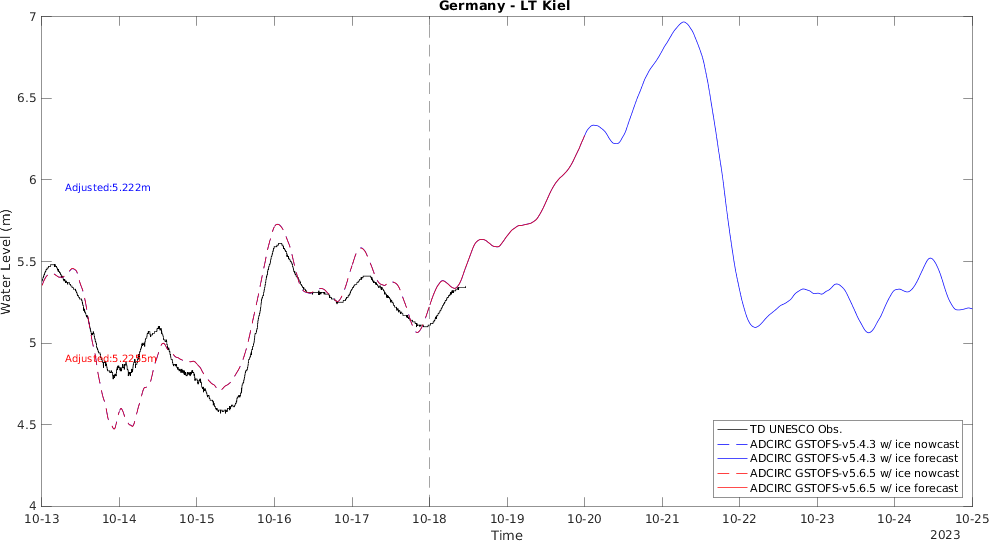 Germany - LT Kiel
7
6.5
6
5.5
5
4.5
4
Water Level (m)
Adjusted:5.222m
Adjusted:5.2255m
TD UNESCO Obs.
ADCIRC GSTOFS-v5.4.3 w/ ice nowcast
ADCIRC GSTOFS-v5.4.3 w/ ice forecast
ADCIRC GSTOFS-v5.6.5 w/ ice nowcast
ADCIRC GSTOFS-v5.6.5 w/ ice forecast
10-13 10-14 10-15 10-16 10-17 10-18 10-19 10-20 10-21 10-22 10-23 10-24 10-25
Time
2023